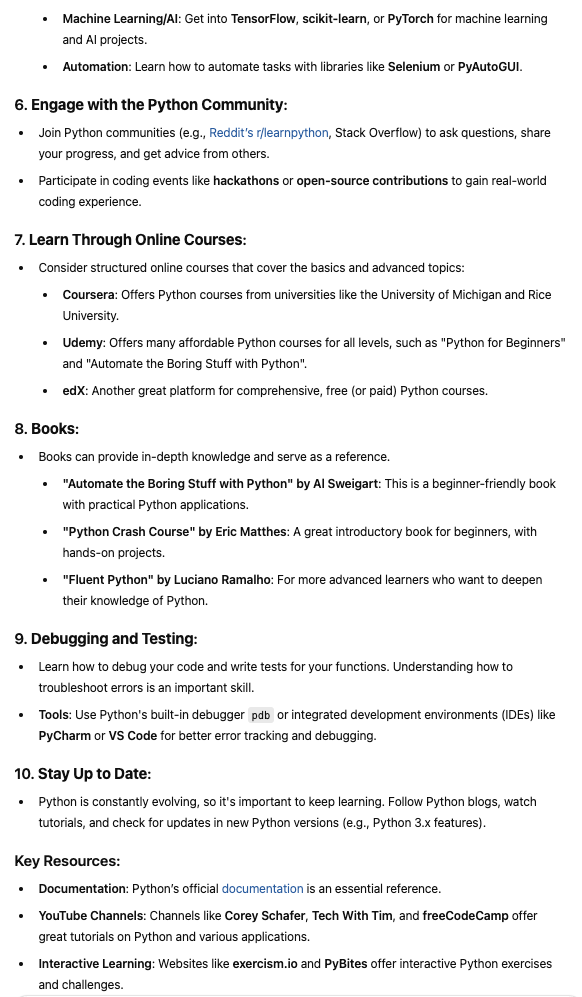 • Machine Learning/AI: Get into TensorFlow, scikit-learn, or PyTorch for machine learning
and AI projects.
• Automation: Learn how to automate tasks with libraries like Selenium or PyAutoGUI.
6. Engage with the Python Community:
• Join Python communities (e.g., Reddit's r/learnpython, Stack Overflow) to ask questions, share
your progress, and get advice from others.
• Participate in coding events like hackathons or open-source contributions to gain real-world
coding experience.
7. Learn Through Online Courses:
• Consider structured online courses that cover the basics and advanced topics:
• Coursera: Offers Python courses from universities like the University of Michigan and Rice
University.
• Udemy: Offers many affordable Python courses for all levels, such as "Python for Beginners"
and "Automate the Boring Stuff with Python".
• edX: Another great platform for comprehensive, free (or paid) Python courses.
8. Books:
• Books can provide in-depth knowledge and serve as a reference.
• "Automate the Boring Stuff with Python" by Al Sweigart: This is a beginner-friendly book
with practical Python applications.
• "Python Crash Course" by Eric Matthes: A great introductory book for beginners, with
hands-on projects.
• "Fluent Python" by Luciano Ramalho: For more advanced learners who want to deepen
their knowledge of Python.
9. Debugging and Testing:
• Learn how to debug your code and write tests for your functions. Understanding how to
troubleshoot errors is an important skill.
• Tools: Use Python's built-in debugger pdb or integrated development environments (IDEs) like
PyCharm or VS Code for better error tracking and debugging.
10. Stay Up to Date:
• Python is constantly evolving, so it's important to keep learning. Follow Python blogs, watch
tutorials, and check for updates in new Python versions (e.g., Python 3.x features).
Key Resources:
• Documentation: Python's official documentation is an essential reference.
• YouTube Channels: Channels like Corey Schafer, Tech With Tim, and freeCodeCamp offer
great tutorials on Python and various applications.
• Interactive Learning: Websites like exercism.io and PyBites offer interactive Python exercises
and challenges.